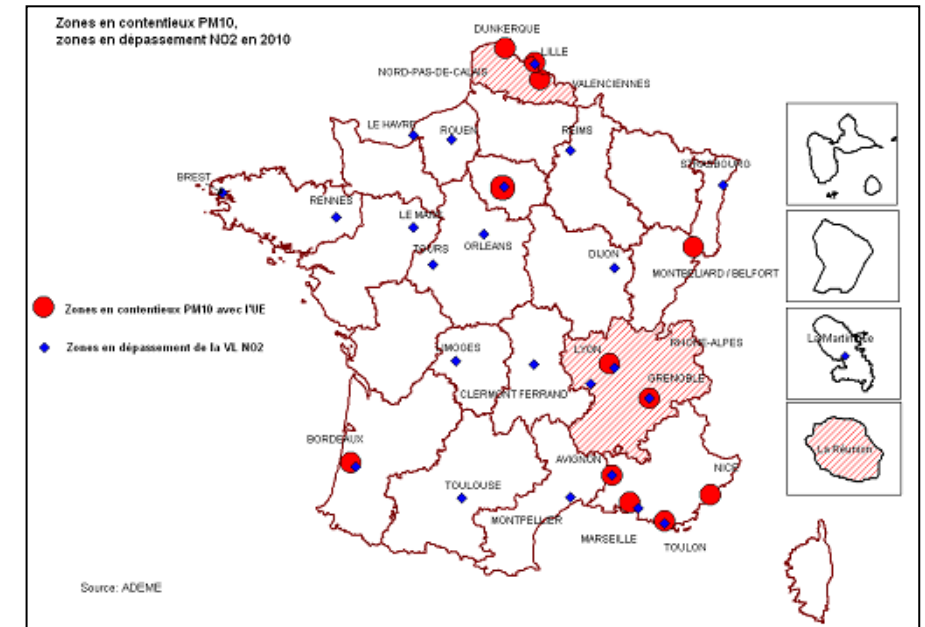 Zones en contentieux PM10,
zones en dépassement NO2 en 2010
DUNKERQUE
LILLE
NORD-PAS-DE-CALAIS
VALENCIENNES
LE HAVRE
ROUEN
REIMS
STRASBOURG
BREST
RENNES
LE MANS
TOURS
ORLEANS
DIJON
MONTBELIARD / BELFORT
Zones en contentieux PM10 avec l'UE
Zones en dépassement de la VL NO2
LIMOGES
LYON
RHONE-ALPES
La Martinique
CLERMONT FERRAND
GRENOBLE
BORDEAUX
AVIGNON
NICE
La Réunion
TOULOUSE
MONTPELLIER
MARSEILLE
TOULON
Source: ADEME